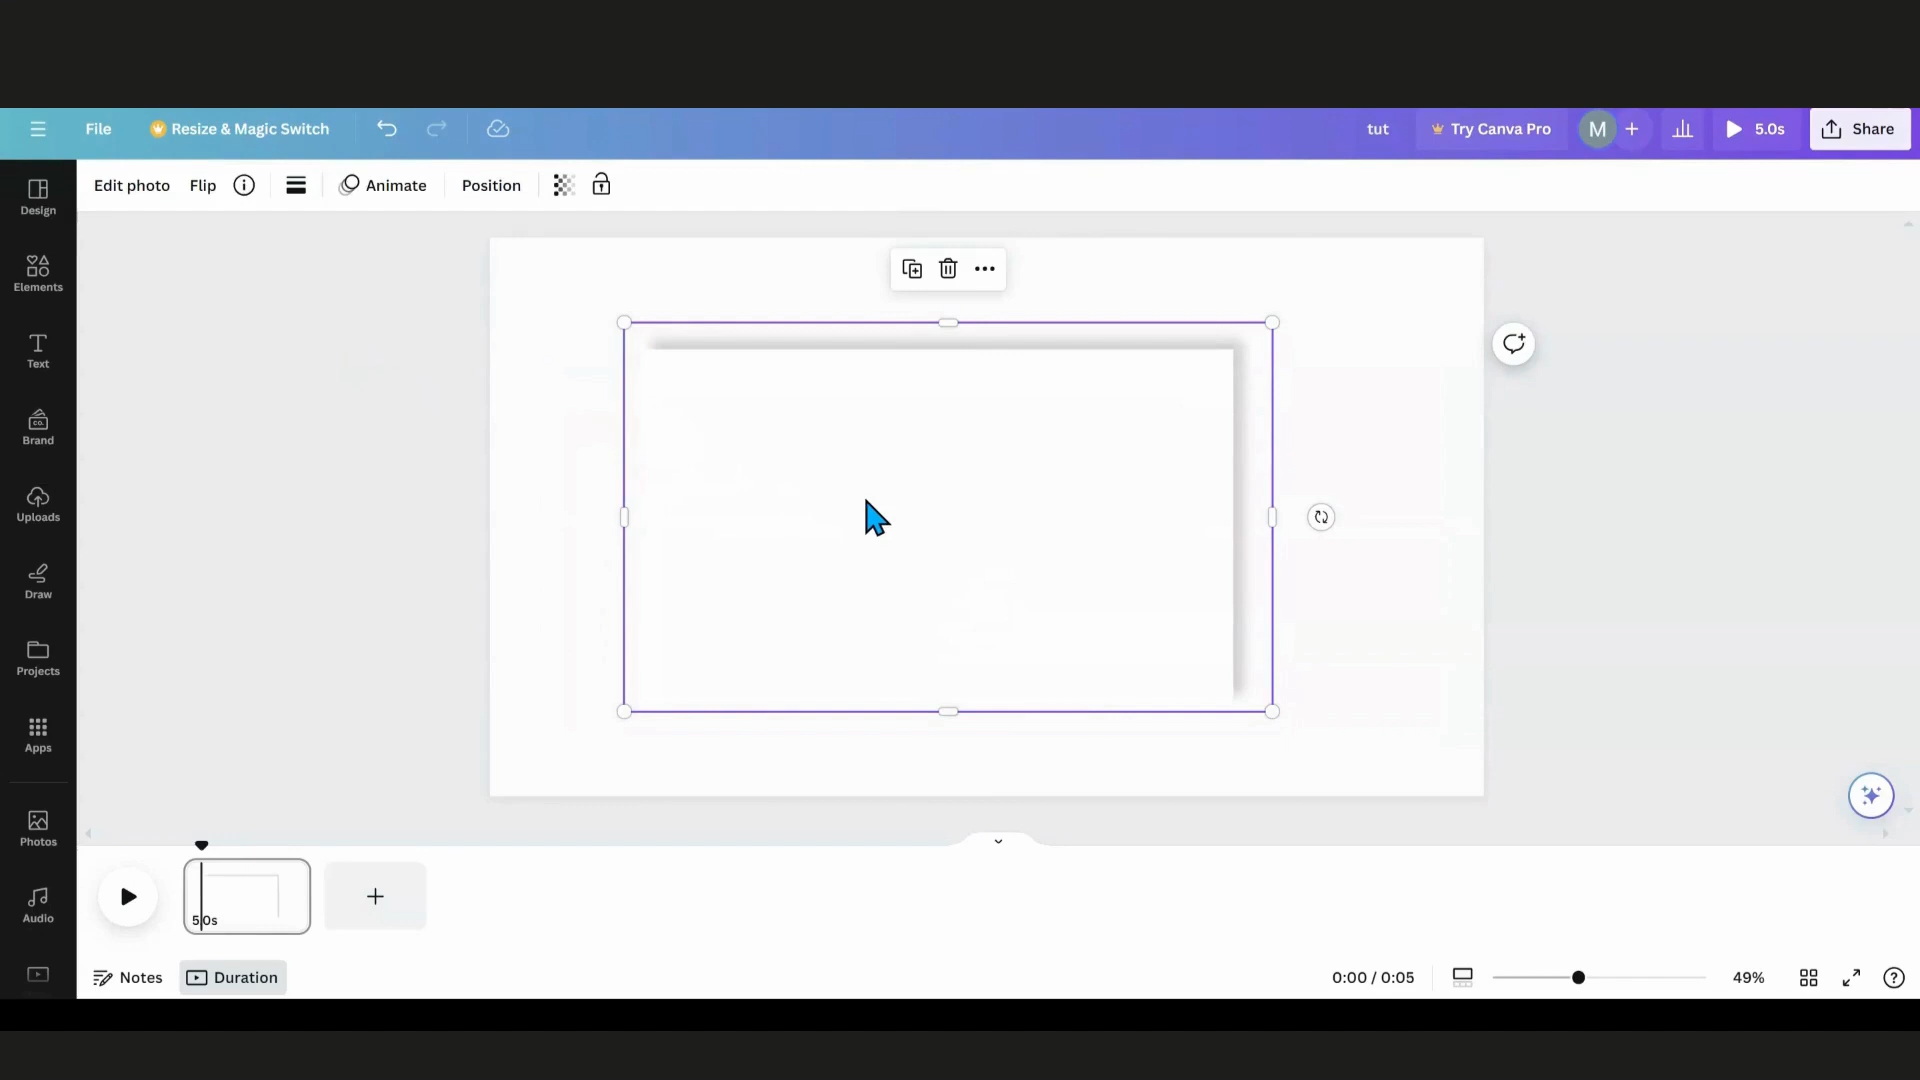 File
Resize & Magic Switch
tut
Try Canva Pro
M
5.0s
Share
Edit photo
Flip
Animate
Position
Design
Elements
Text
CO.
Brand
Uploads
Draw
Projects
Apps
Photos
Audio
5.0s
Notes
Duration
0:00 / 0:05
49%